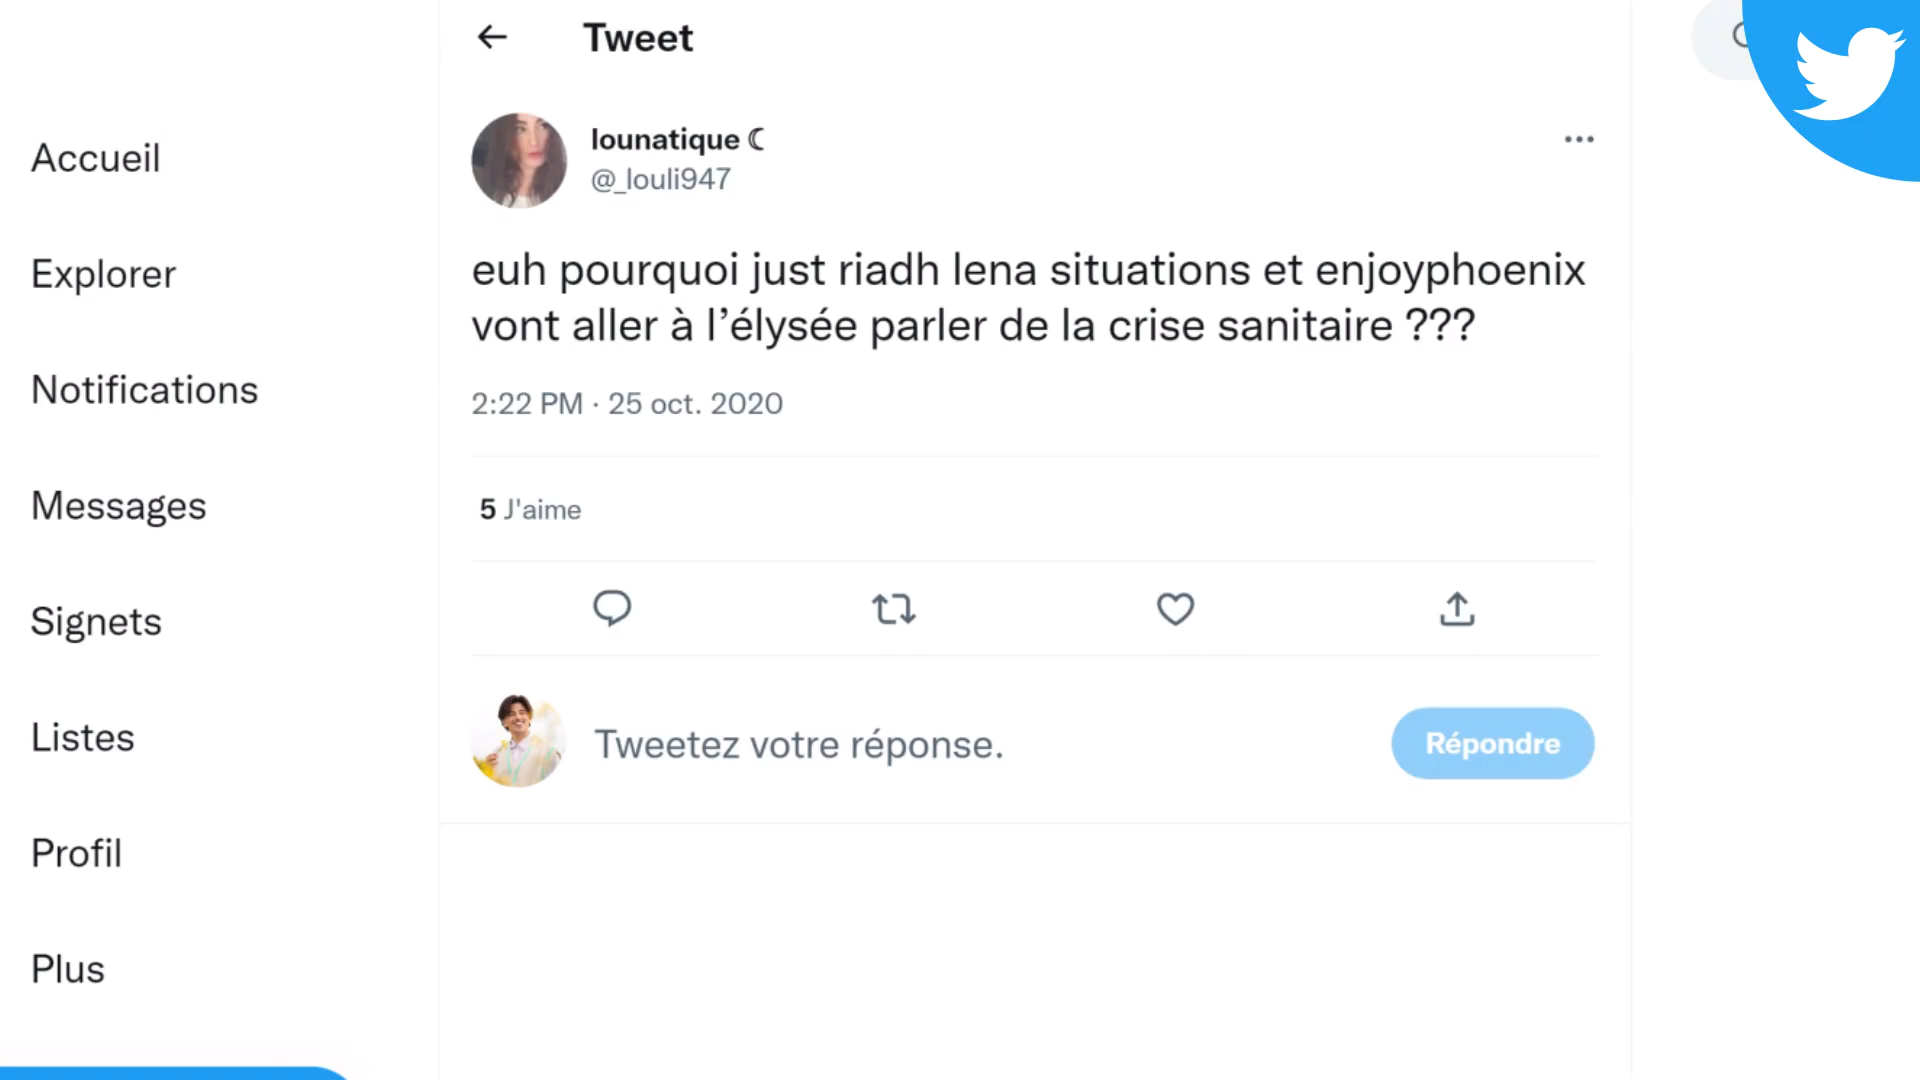 Tweet
Accueil
Explorer
Notifications
Messages
Signets
Listes
Profil
Plus
lounatique ☾
@_louli947
euh pourquoi just riadh lena situations et enjoyphoenix
vont aller à l’élysée parler de la crise sanitaire ???
2:22 PM · 25 oct. 2020
5 J'aime
Tweetez votre réponse.
Répondre